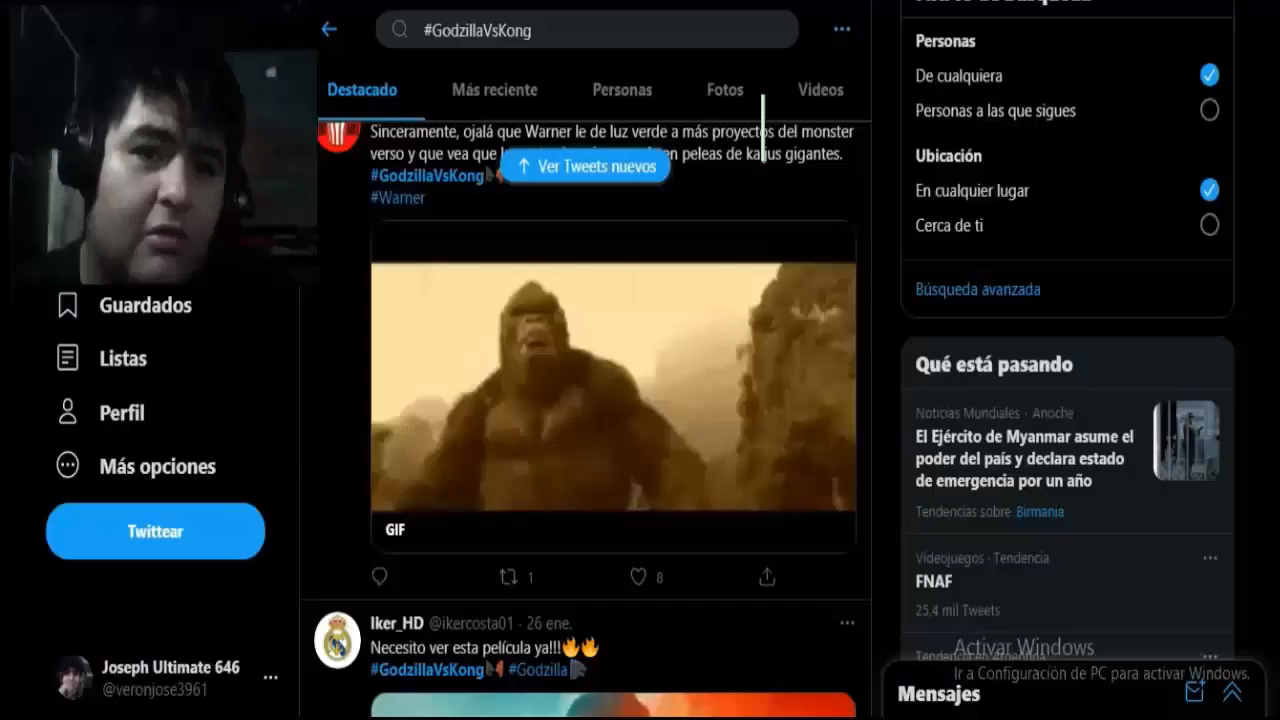 #GodzillaVsKong
Destacado
Más reciente
Personas
Fotos
Videos
Sinceramente, ojalá que Warner le de luz verde a más proyectos del monster
verso y que vea que en peleas de kaijus gigantes.
Ver Tweets nuevos
#GodzillaVsKong
#Warner
GIF
1
8
Iker_HD @ikercosta01 · 26 ene.
Necesito ver esta película ya!!!🔥🔥
#GodzillaVsKong #Godzilla
Guardados
Listas
Perfil
Más opciones
Twittear
Joseph Ultimate 646
@veronjose3961
Personas
De cualquiera
Personas a las que sigues
Ubicación
En cualquier lugar
Cerca de ti
Búsqueda avanzada
Qué está pasando
Noticias Mundiales · Anoche
El Ejército de Myanmar asume el
poder del país y declara estado
de emergencia por un año
Tendencias sobre Birmania
Videojuegos · Tendencia
FNAF
25,4 mil Tweets
Activar Windows
Ir a Configuración de PC para activar Windows.
Mensajes